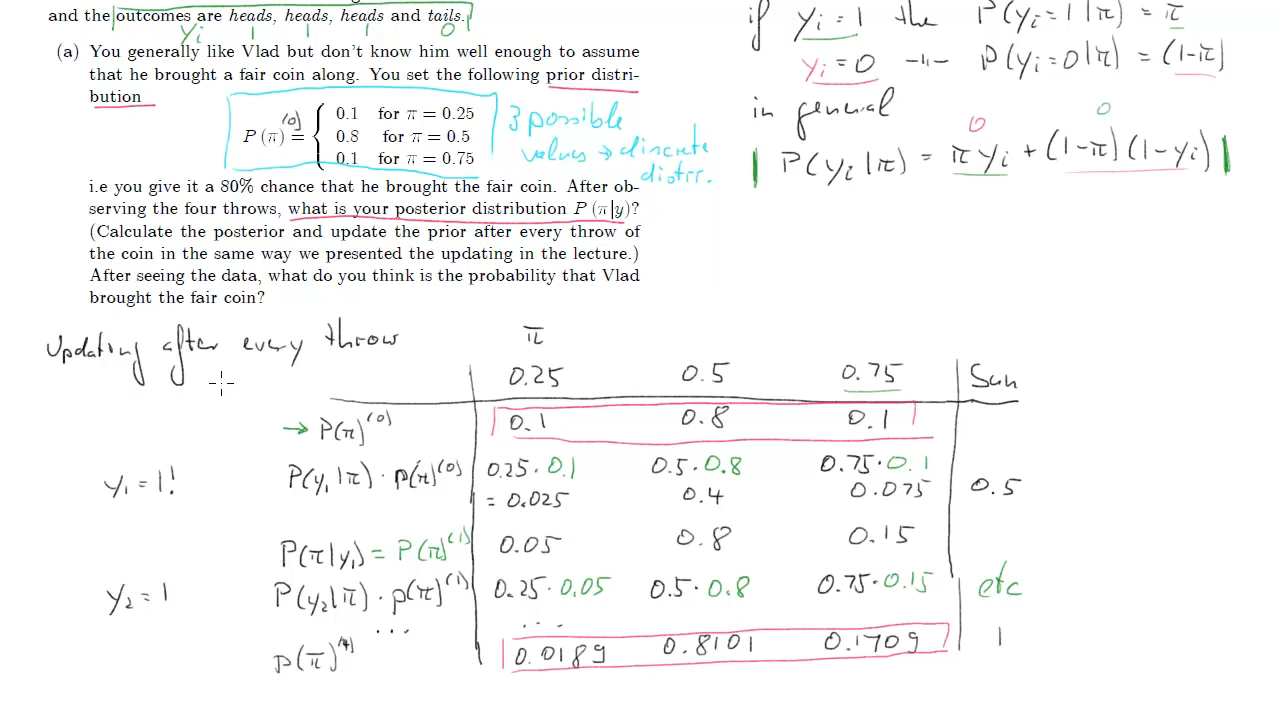 and the outcomes are heads, heads, heads and tails.
yi 1 1 1 0
(a) You generally like Vlad but don't know him well enough to assume
that he brought a fair coin along. You set the following prior distri-
bution
P(π)⁽⁰⁾ = { 0.1 for π = 0.25
0.8 for π = 0.5
0.1 for π = 0.75
3 possible
values → discrete
distr.
i.e you give it a 80% chance that he brought the fair coin. After ob-
serving the four throws, what is your posterior distribution P(π|y)?
(Calculate the posterior and update the prior after every throw of
the coin in the same way we presented the updating in the lecture.)
After seeing the data, what do you think is the probability that Vlad
brought the fair coin?
if yi = 1 the P(yi=1|π) = π
yi = 0 -"- P(yi=0|π) = (1-π)
in general
0 0
P(yi|π) = π yi + (1-π)(1-yi)
Updating after every throw
π
0.25 0.5 0.75 Sum
→ P(π)⁽⁰⁾ 0.1 0.8 0.1
y₁ = 1! P(y₁|π) · p(π)⁽⁰⁾ 0.25·0.1 0.5·0.8 0.75·0.1
= 0.025 0.4 0.075 0.5
P(π|y₁) = P(π)⁽¹⁾ 0.05 0.8 0.15
y₂ = 1 P(y₂|π) · p(π)⁽¹⁾ 0.25·0.05 0.5·0.8 0.75·0.15 etc
... ...
p(π)⁽⁴⁾ 0.0189 0.8101 0.1709 1